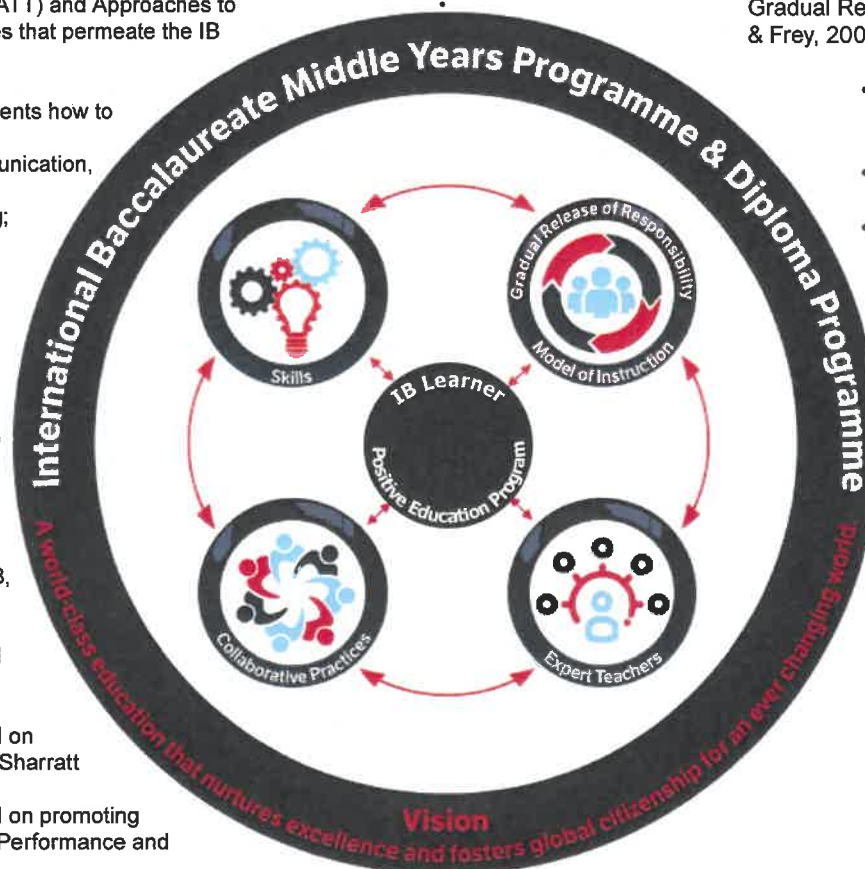 ATT) and Approaches to
es that permeate the IB
ents how to
unication,
g;
3,
l on
Sharratt
l on promoting
Performance and
Gradual Re
& Frey, 200
International Baccalaureate Middle Years Programme & Diploma Programme
Skills
Gradual Release of Responsibility
Model of Instruction
IB Learner
Positive Education Program
Collaborative Practices
Expert Teachers
Vision
A world-class education that nurtures excellence and fosters global citizenship for an ever changing world.